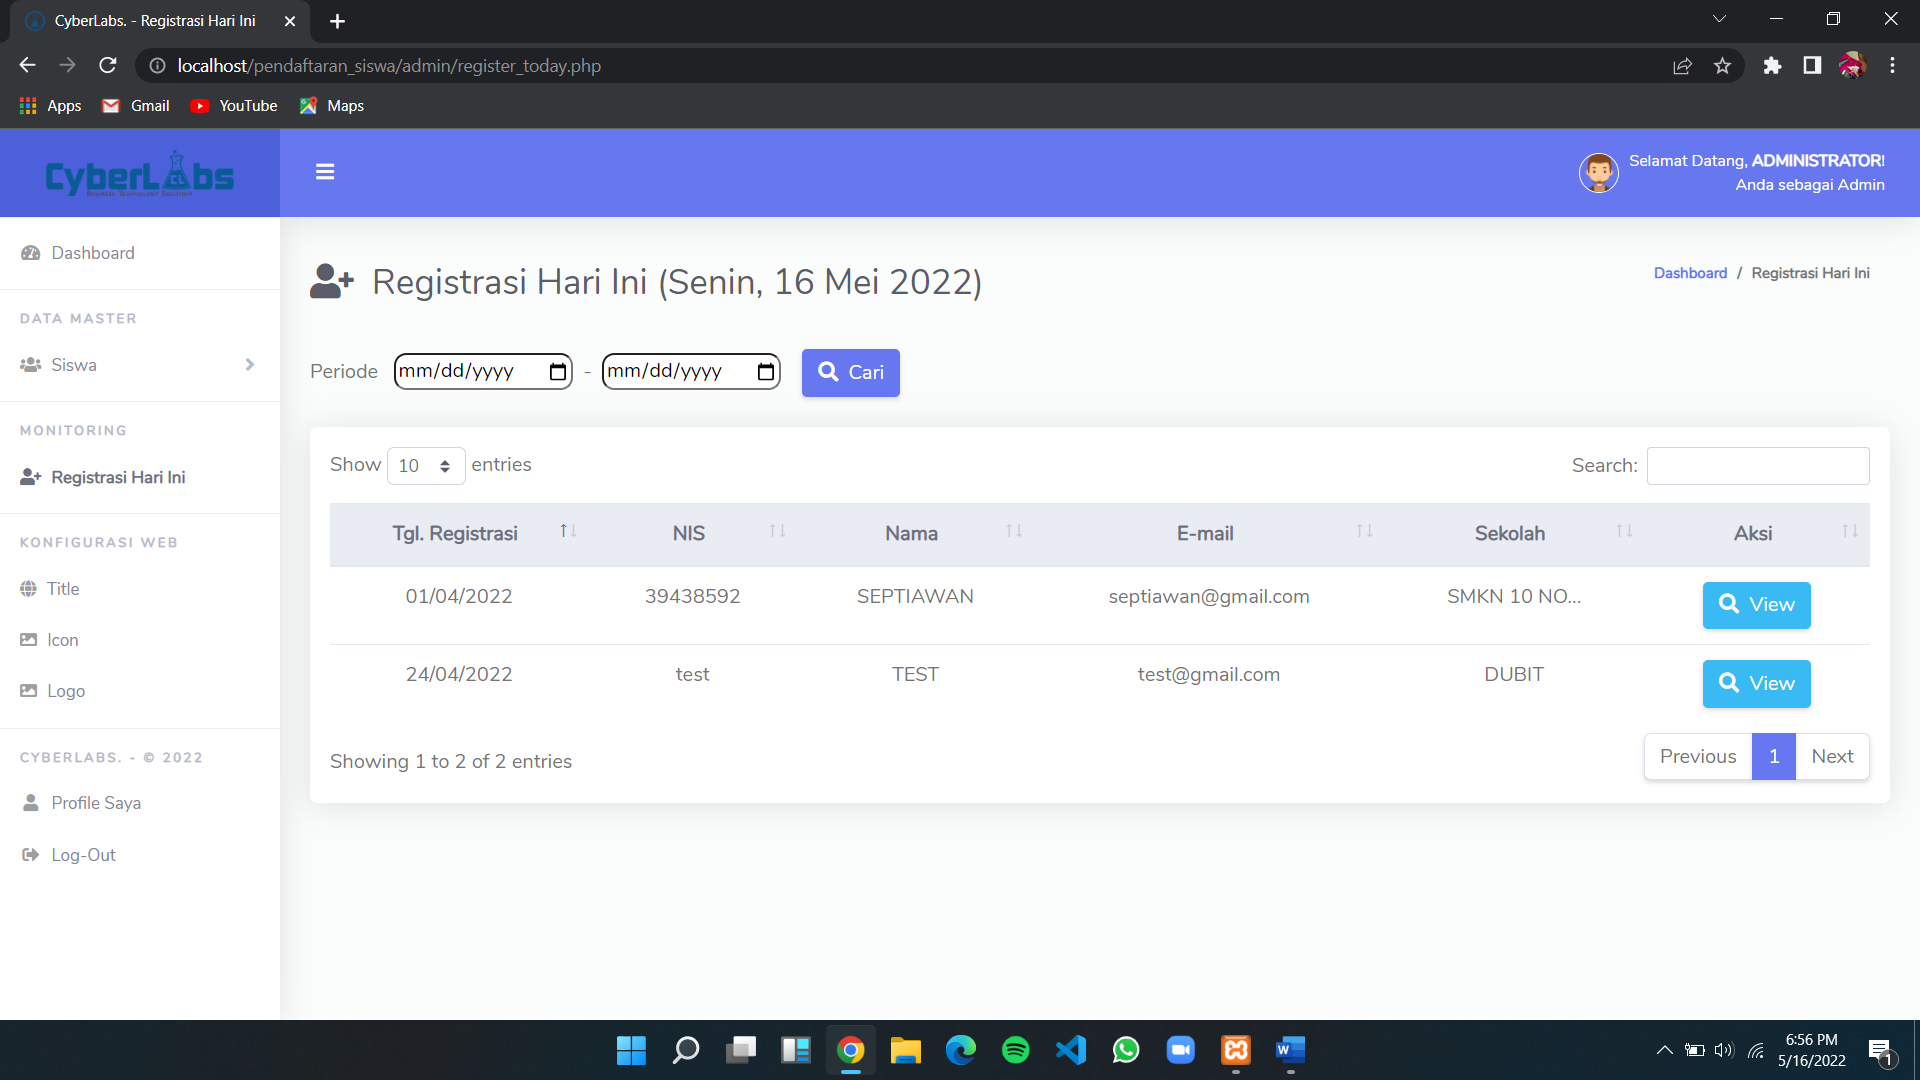 CyberLabs. - Registrasi Hari Ini
localhost/pendaftaran_siswa/admin/register_today.php
Apps Gmail YouTube Maps
CyberLabs
CL
Selamat Datang, ADMINISTRATOR!
Anda sebagai Admin
Dashboard
DATA MASTER
Siswa
MONITORING
Registrasi Hari Ini
KONFIGURASI WEB
Title
Icon
Logo
CYBERLABS. - © 2022
Profile Saya
Log-Out
Registrasi Hari Ini (Senin, 16 Mei 2022)
Dashboard / Registrasi Hari Ini
Periode mm/dd/yyyy - mm/dd/yyyy Cari
Show 10 entries
Search:
Tgl. Registrasi NIS Nama E-mail Sekolah Aksi
01/04/2022 39438592 SEPTIAWAN septiawan@gmail.com SMKN 10 NO... View
24/04/2022 test TEST test@gmail.com DUBIT View
Showing 1 to 2 of 2 entries
Previous 1 Next
6:56 PM
5/16/2022
1